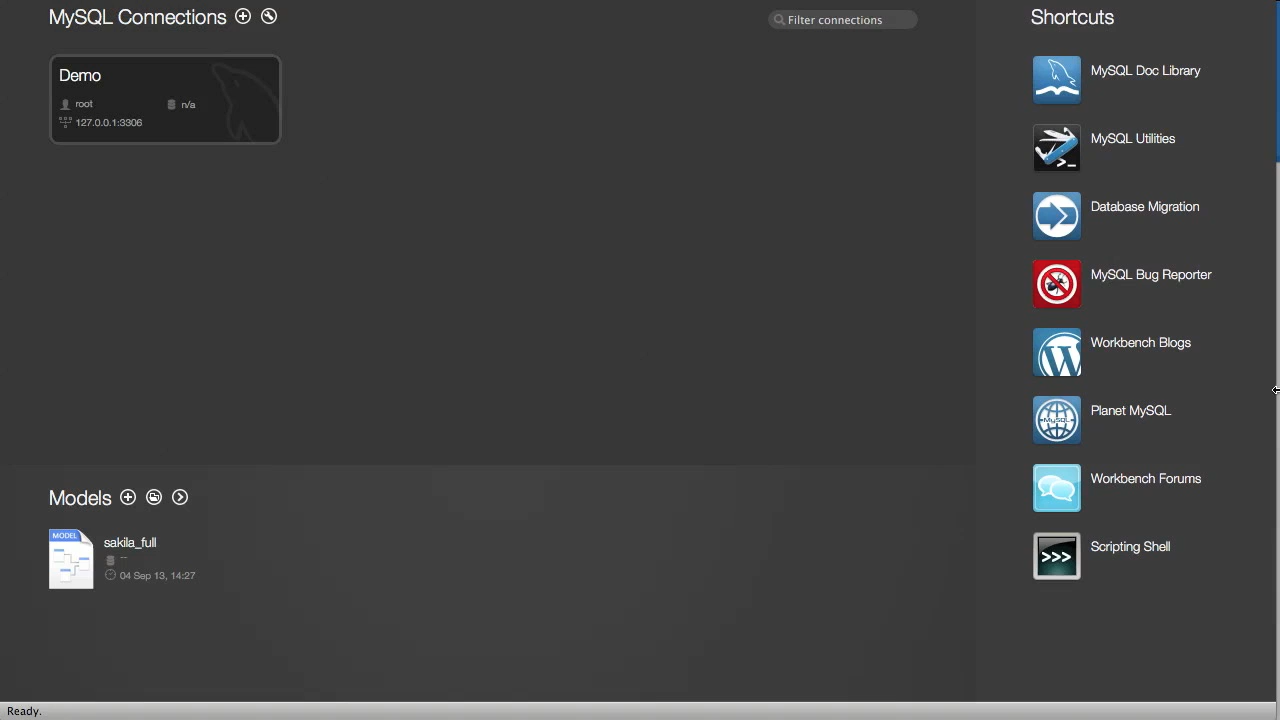 MySQL Connections
Filter connections
Demo
root
n/a
127.0.0.1:3306
Models
MODEL
sakila_full
--
04 Sep 13, 14:27
Shortcuts
MySQL Doc Library
MySQL Utilities
>_
Database Migration
MySQL Bug Reporter
Workbench Blogs
W
MySQL
Planet MySQL
Workbench Forums
>>>
Scripting Shell
Ready.